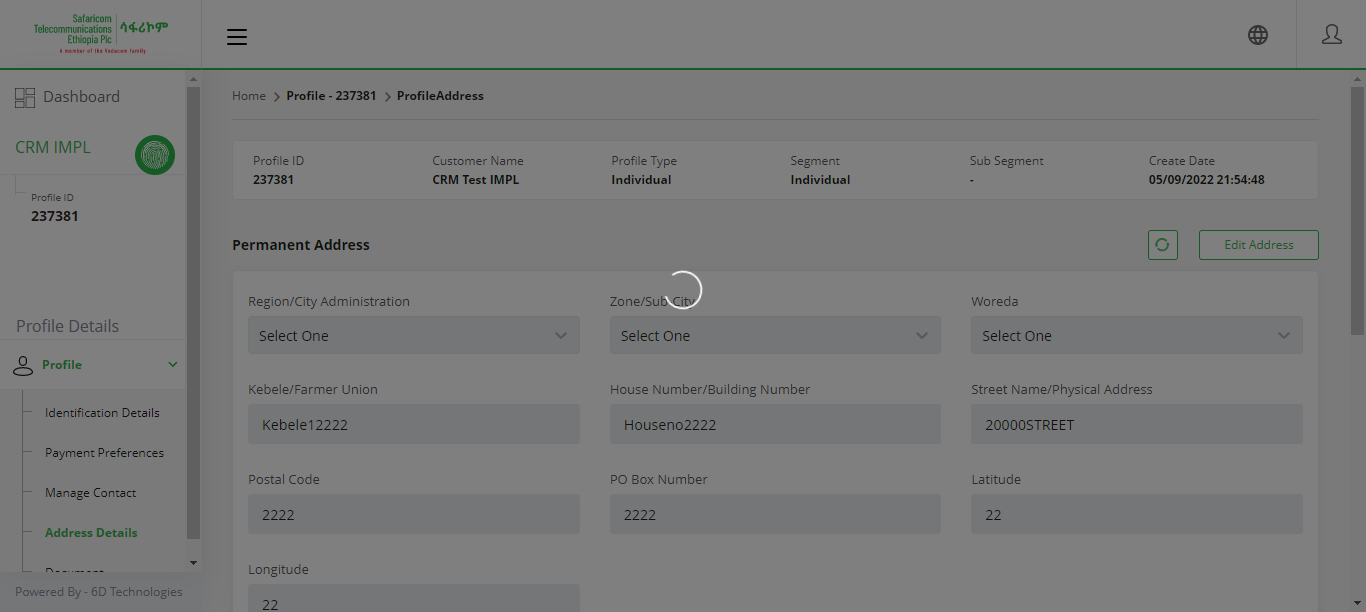 Safaricom
Telecommunications
Ethiopia Plc
ሳፋሪኮም
A member of the Vodacom family
Dashboard
CRM IMPL
Profile ID
237381
Profile Details
Profile
Identification Details
Payment Preferences
Manage Contact
Address Details
Document
Powered By - 6D Technologies
Home > Profile - 237381 > ProfileAddress
Profile ID Customer Name Profile Type Segment Sub Segment Create Date
237381 CRM Test IMPL Individual Individual - 05/09/2022 21:54:48
Permanent Address Edit Address
Region/City Administration Zone/Sub City Woreda
Select One Select One Select One
Kebele/Farmer Union House Number/Building Number Street Name/Physical Address
Kebele12222 Houseno2222 20000STREET
Postal Code PO Box Number Latitude
2222 2222 22
Longitude
22